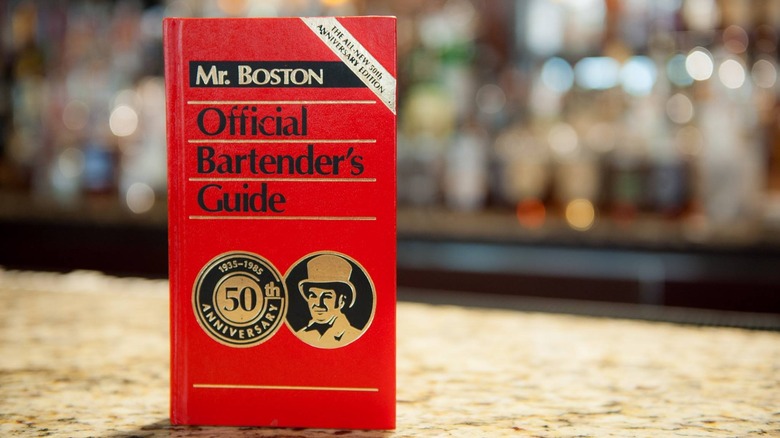 THE ALL-NEW 50th
ANNIVERSARY EDITION
Mr. BOSTON
Official
Bartender's
Guide
1935-1985
50th
ANNIVERSARY